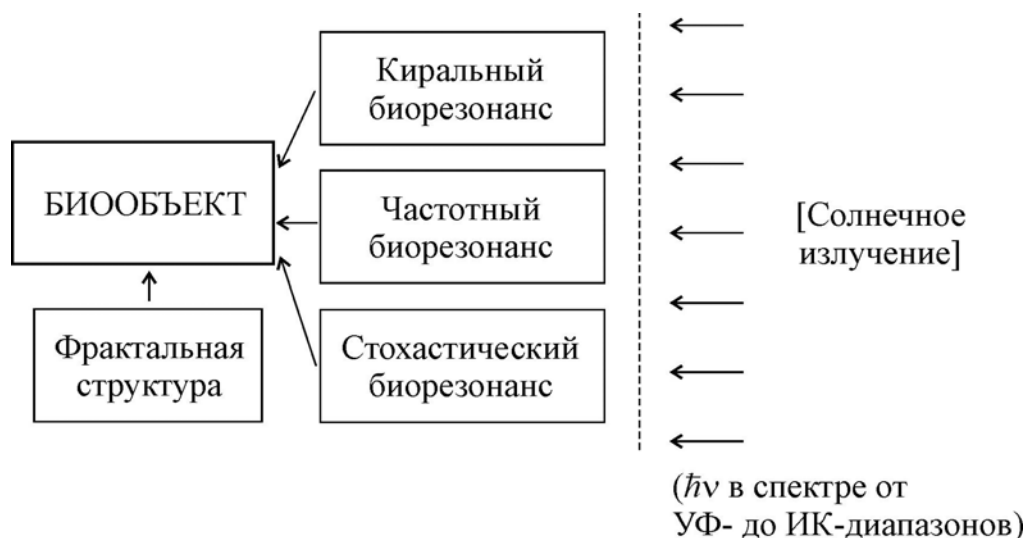 Киральный
биорезонанс
БИООБЪЕКТ
Частотный
биорезонанс
[Солнечное
излучение]
Фрактальная
структура
Стохастический
биорезонанс
(ℏν в спектре от
УФ- до ИК-диапазонов)